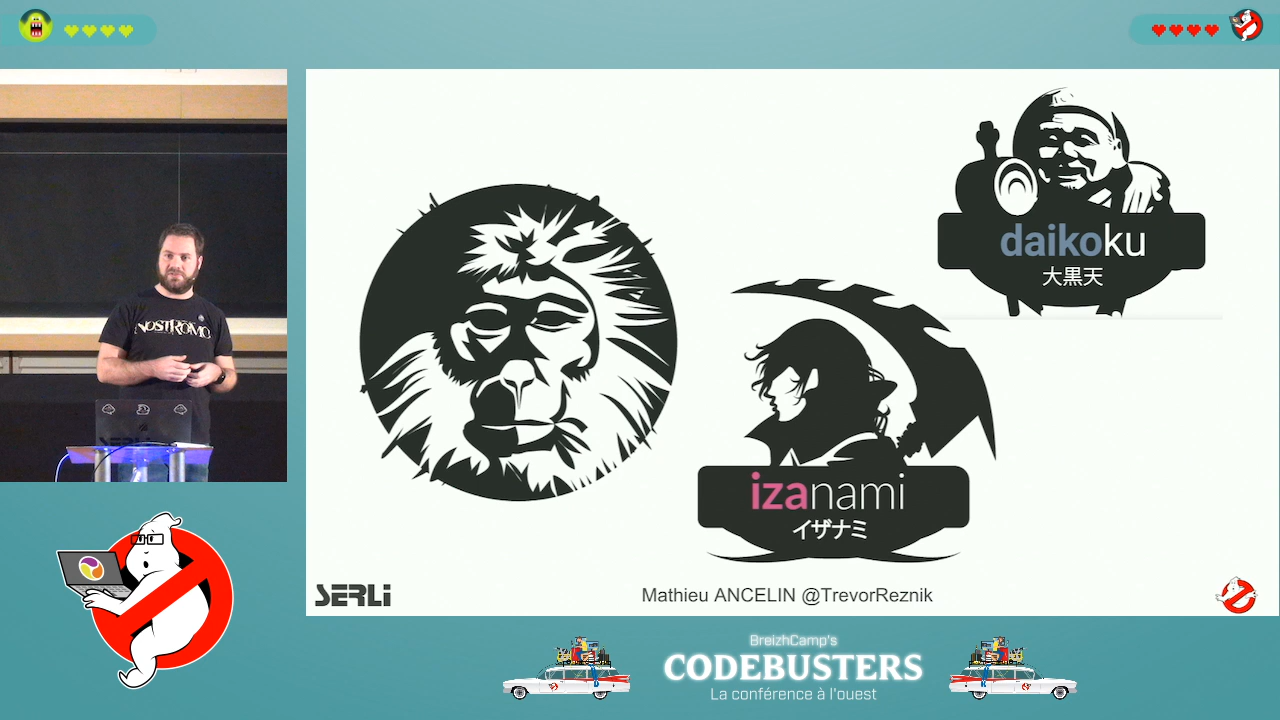 NOSTROMO
SERLI
daikoku
大黒天
izanami
イザナミ
SERLi
Mathieu ANCELIN @TrevorReznik
BreizhCamp's
CODEBUSTERS
La conférence à l'ouest